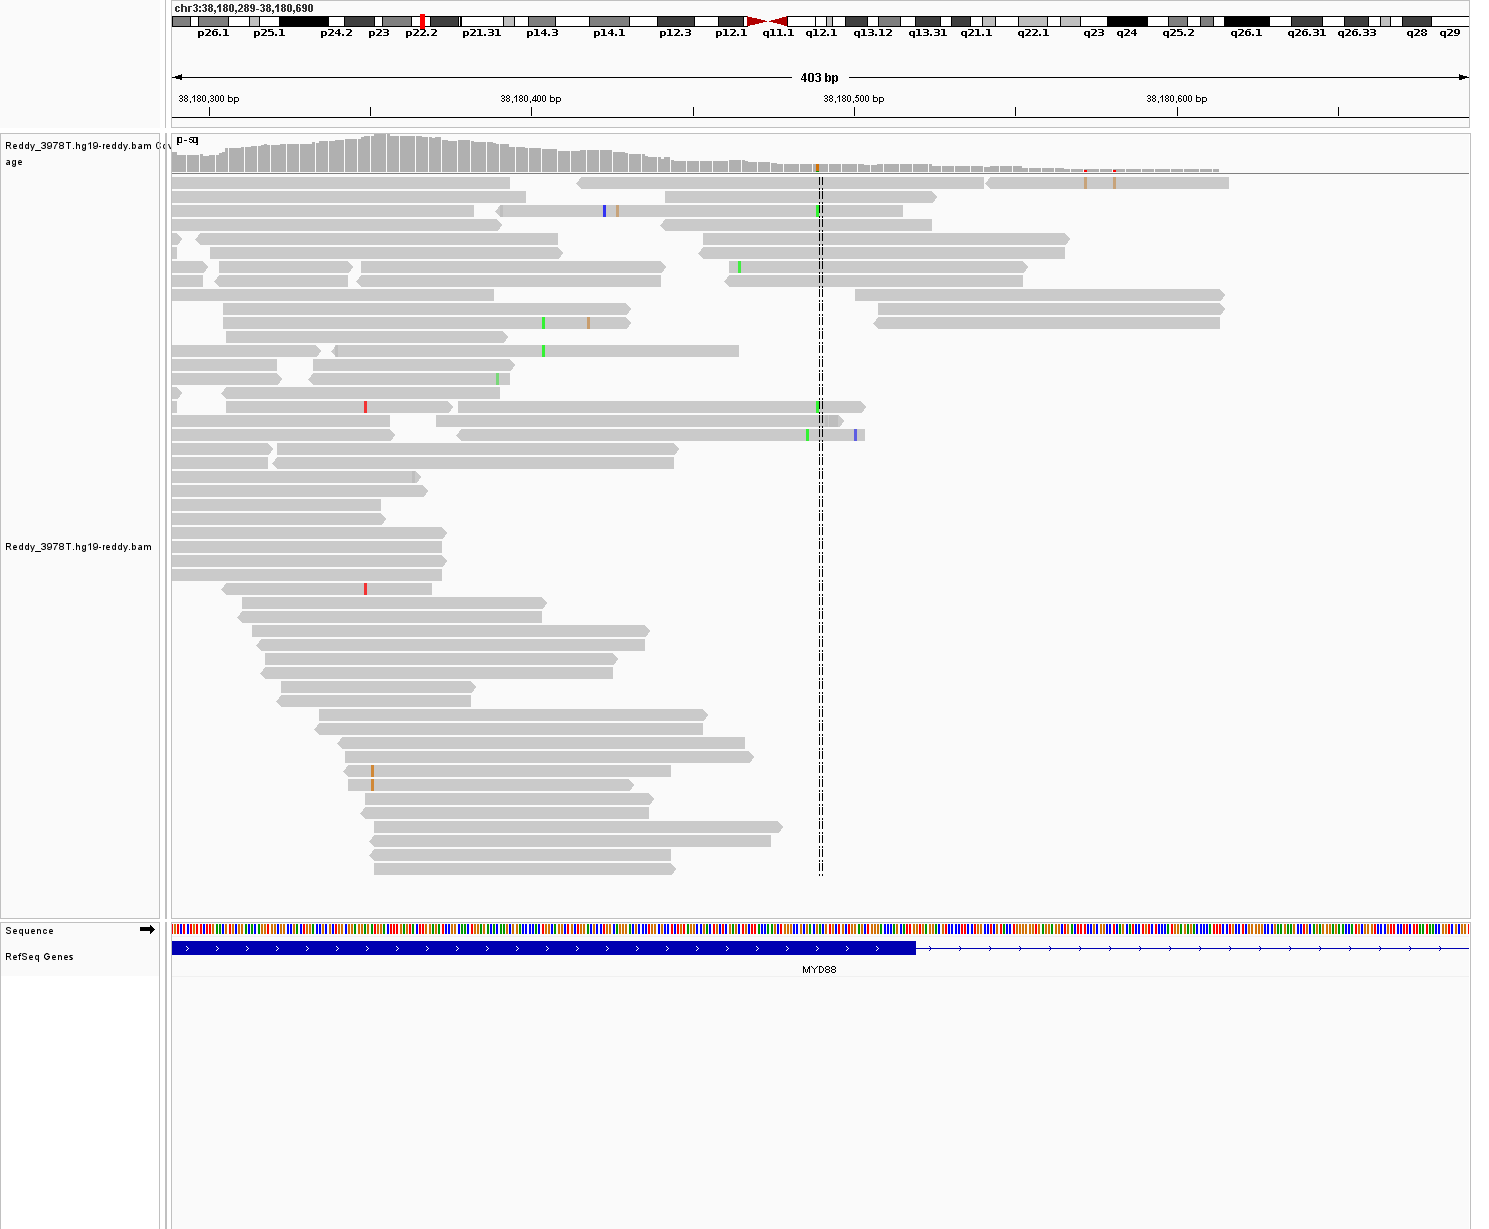 chr3:38,180,289-38,180,690
p26.1 p25.1 p24.2 p23 p22.2 p21.31 p14.3 p14.1 p12.3 p12.1 q11.1 q12.1 q13.12 q13.31 q21.1 q22.1 q23 q24 q25.2 q26.1 q26.31 q26.33 q28 q29
403 bp
38,180,300 bp 38,180,400 bp 38,180,500 bp 38,180,600 bp
Reddy_3978T.hg19-reddy.bam Cov
age
Reddy_3978T.hg19-reddy.bam
Sequence
RefSeq Genes
MYD88